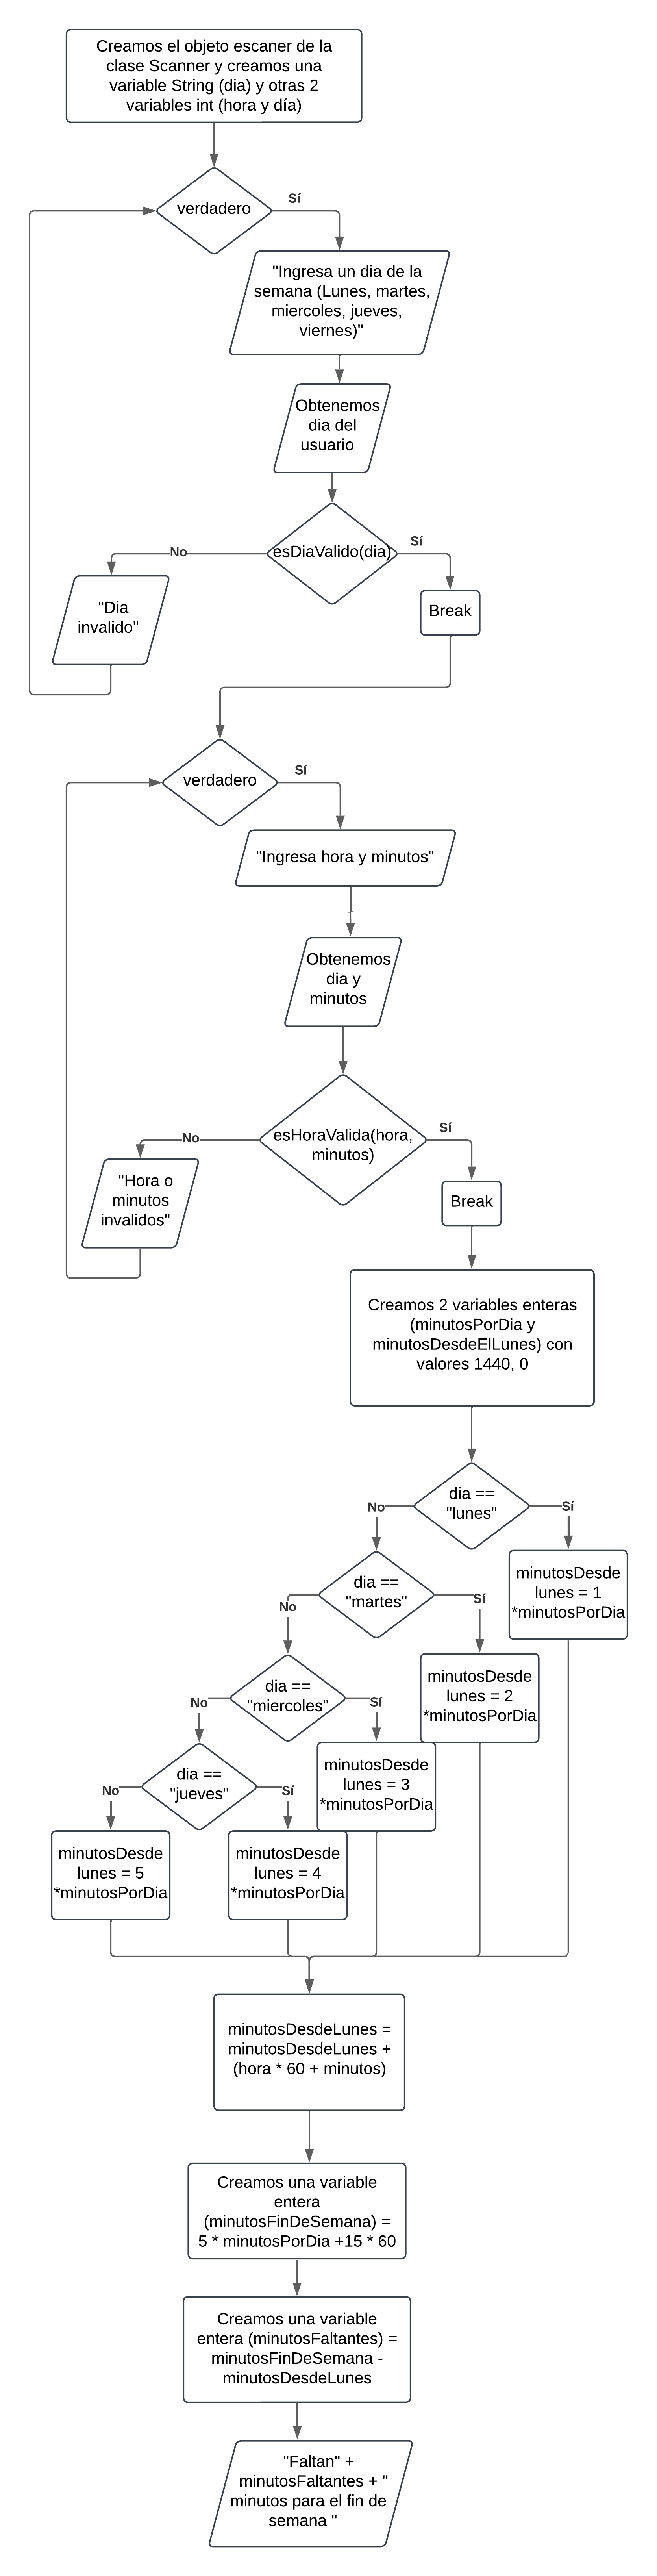 Creamos el objeto escaner de la
clase Scanner y creamos una
variable String (dia) y otras 2
variables int (hora y día)
verdadero
Sí
"Ingresa un dia de la
semana (Lunes, martes,
miercoles, jueves,
viernes)"
Obtenemos
dia del
usuario
esDiaValido(dia)
No
Sí
"Dia
invalido"
Break
verdadero
Sí
"Ingresa hora y minutos"
Obtenemos
dia y
minutos
esHoraValida(hora,
minutos)
No
Sí
"Hora o
minutos
invalidos"
Break
Creamos 2 variables enteras
(minutosPorDia y
minutosDesdeElLunes) con
valores 1440, 0
dia ==
"lunes"
No
Sí
minutosDesde
lunes = 1
*minutosPorDia
dia ==
"martes"
No
Sí
minutosDesde
lunes = 2
*minutosPorDia
dia ==
"miercoles"
No
Sí
minutosDesde
lunes = 3
*minutosPorDia
dia ==
"jueves"
No
Sí
minutosDesde
lunes = 5
*minutosPorDia
minutosDesde
lunes = 4
*minutosPorDia
minutosDesdeLunes =
minutosDesdeLunes +
(hora * 60 + minutos)
Creamos una variable
entera
(minutosFinDeSemana) =
5 * minutosPorDia +15 * 60
Creamos una variable
entera (minutosFaltantes) =
minutosFinDeSemana -
minutosDesdeLunes
"Faltan" +
minutosFaltantes + "
minutos para el fin de
semana "